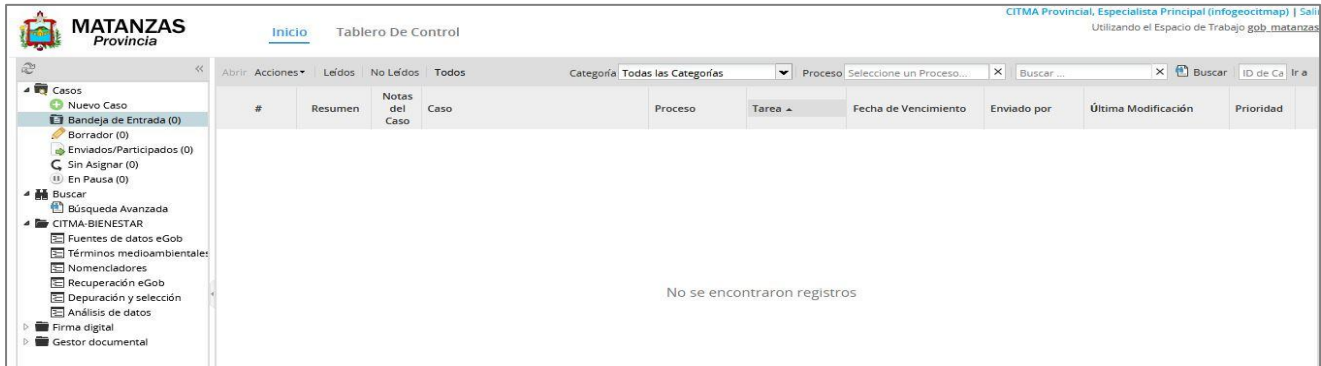 CITMA Provincial, Especialista Principal (infogeocitmap) | Sali
MATANZAS
Provincia
Inicio Tablero De Control
Utilizando el Espacio de Trabajo gob_matanzas
Abrir Acciones Leídos No Leídos Todos Categoría Todas las Categorías Proceso Seleccione un Proceso... Buscar ... Buscar ID de Ca Ir a
# Resumen Notas del Caso Caso Proceso Tarea Fecha de Vencimiento Enviado por Última Modificación Prioridad
Casos
Nuevo Caso
Bandeja de Entrada (0)
Borrador (0)
Enviados/Participados (0)
Sin Asignar (0)
En Pausa (0)
Buscar
Búsqueda Avanzada
CITMA-BIENESTAR
Fuentes de datos eGob
Términos medioambientales
Nomencladores
Recuperación eGob
Depuración y selección
Análisis de datos
Firma digital
Gestor documental
No se encontraron registros